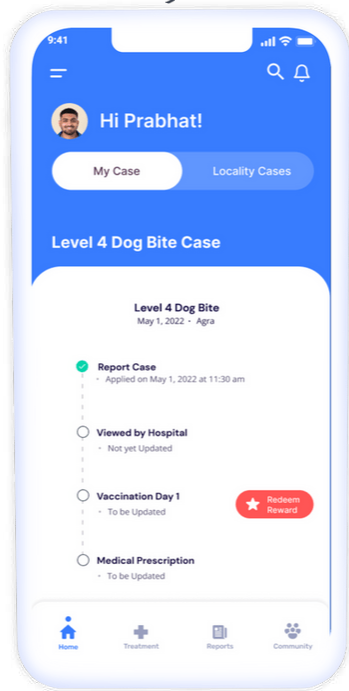 9:41
Hi Prabhat!
My Case
Locality Cases
Level 4 Dog Bite Case
Level 4 Dog Bite
May 1, 2022 - Agra
Report Case
- Applied on May 1, 2022 at 11:30 am
Viewed by Hospital
- Not yet Updated
Vaccination Day 1
- To be Updated
Redeem
Reward
Medical Prescription
- To be Updated
Home
Treatment
Reports
Community